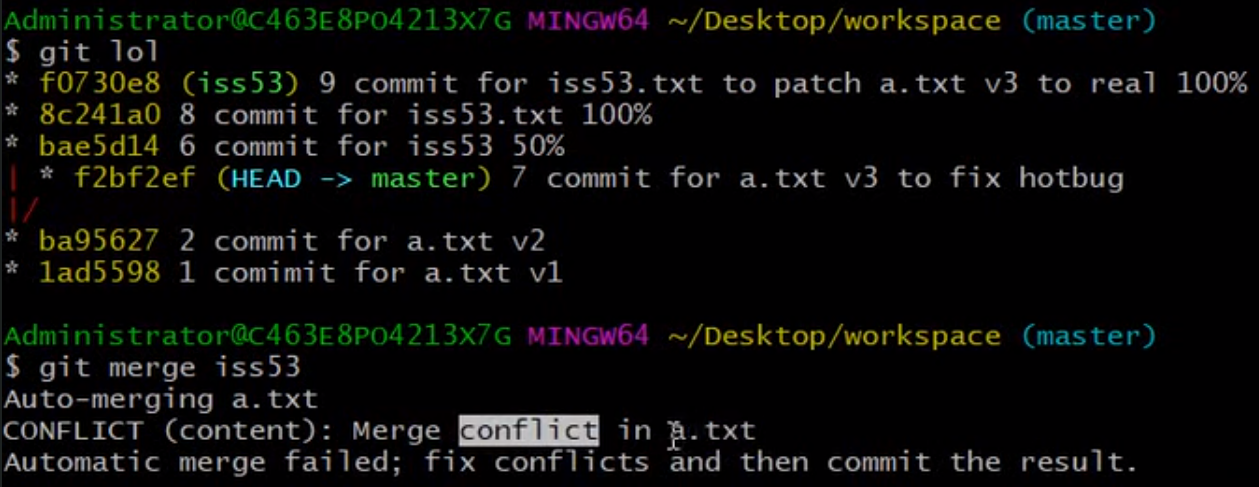 Administrator@C463E8PO4213X7G MINGW64 ~/Desktop/workspace (master)
$ git lol
* f0730e8 (iss53) 9 commit for iss53.txt to patch a.txt v3 to real 100%
* 8c241a0 8 commit for iss53.txt 100%
* bae5d14 6 commit for iss53 50%
| * f2bf2ef (HEAD -> master) 7 commit for a.txt v3 to fix hotbug
|/
* ba95627 2 commit for a.txt v2
* 1ad5598 1 comimit for a.txt v1
Administrator@C463E8PO4213X7G MINGW64 ~/Desktop/workspace (master)
$ git merge iss53
Auto-merging a.txt
CONFLICT (content): Merge conflict in a.txt
Automatic merge failed; fix conflicts and then commit the result.